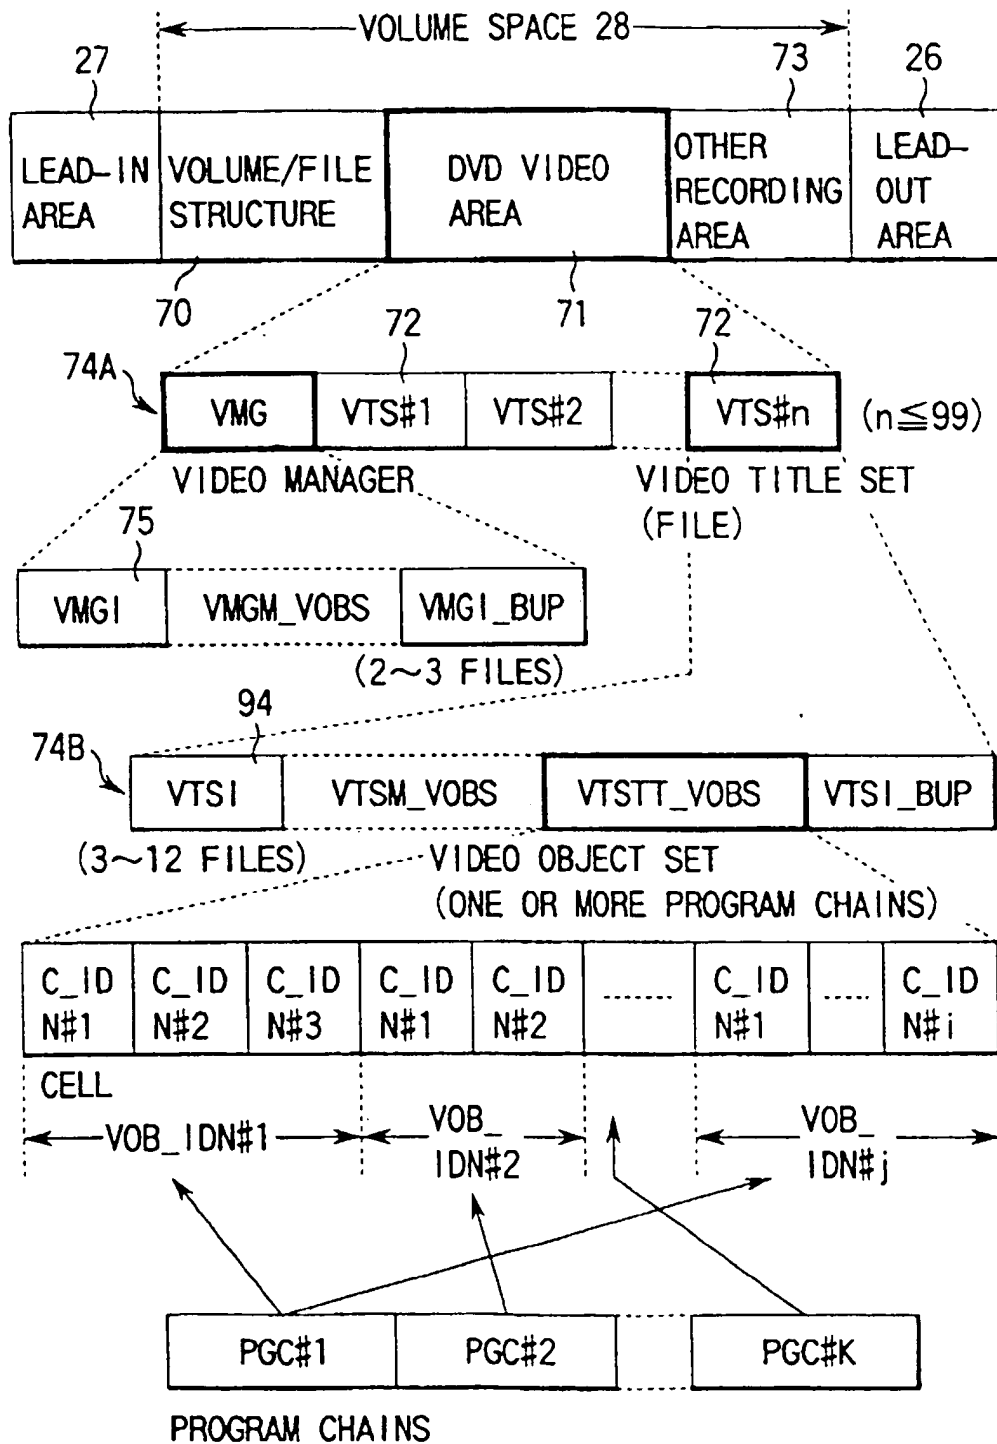 VOLUME SPACE 28
27
73
26
LEAD-IN
AREA
VOLUME/FILE
STRUCTURE
DVD VIDEO
AREA
OTHER
RECORDING
AREA
LEAD-
OUT
AREA
70
71
72
72
74A
VMG
VTS#1
VTS#2
VTS#n
(n≦99)
VIDEO MANAGER
VIDEO TITLE SET
(FILE)
75
VMGI
VMGM_VOBS
VMGI_BUP
(2~3 FILES)
94
74B
VTSI
VTSM_VOBS
VTSTT_VOBS
VTSI_BUP
(3~12 FILES)
VIDEO OBJECT SET
(ONE OR MORE PROGRAM CHAINS)
C_ID
N#1
C_ID
N#2
C_ID
N#3
C_ID
N#1
C_ID
N#2
........
C_ID
N#1
.....
C_ID
N#i
CELL
VOB_IDN#1
VOB_
IDN#2
VOB_
IDN#j
PGC#1
PGC#2
PGC#K
PROGRAM CHAINS